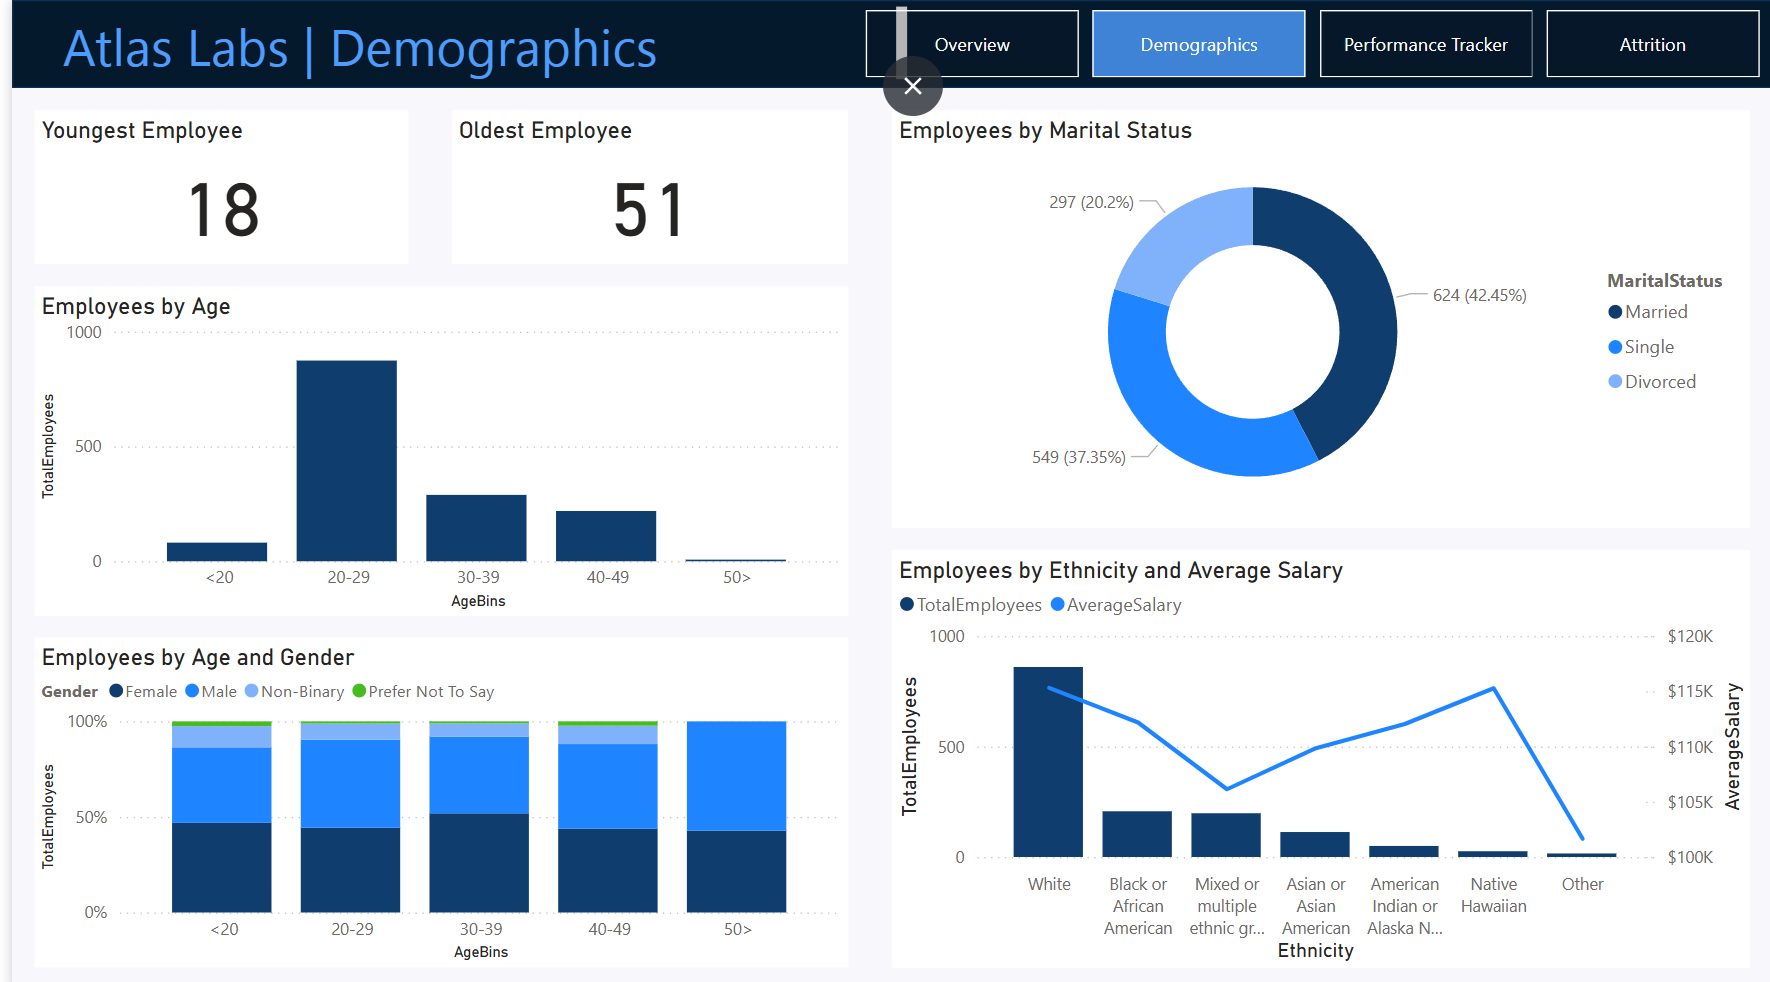 Atlas Labs | Demographics
Overview
Demographics
Performance Tracker
Attrition
Youngest Employee
18
Oldest Employee
51
Employees by Age
1000
500
0
TotalEmployees
<20
20-29
30-39
40-49
50>
AgeBins
Employees by Age and Gender
Gender Female Male Non-Binary Prefer Not To Say
100%
50%
0%
TotalEmployees
<20
20-29
30-39
40-49
50>
AgeBins
Employees by Marital Status
297 (20.2%)
624 (42.45%)
549 (37.35%)
MaritalStatus
Married
Single
Divorced
Employees by Ethnicity and Average Salary
TotalEmployees AverageSalary
1000
500
0
TotalEmployees
$120K
$115K
$110K
$105K
$100K
AverageSalary
White
Black or
African
American
Mixed or
multiple
ethnic gr...
Asian or
Asian
American
American
Indian or
Alaska N...
Native
Hawaiian
Other
Ethnicity